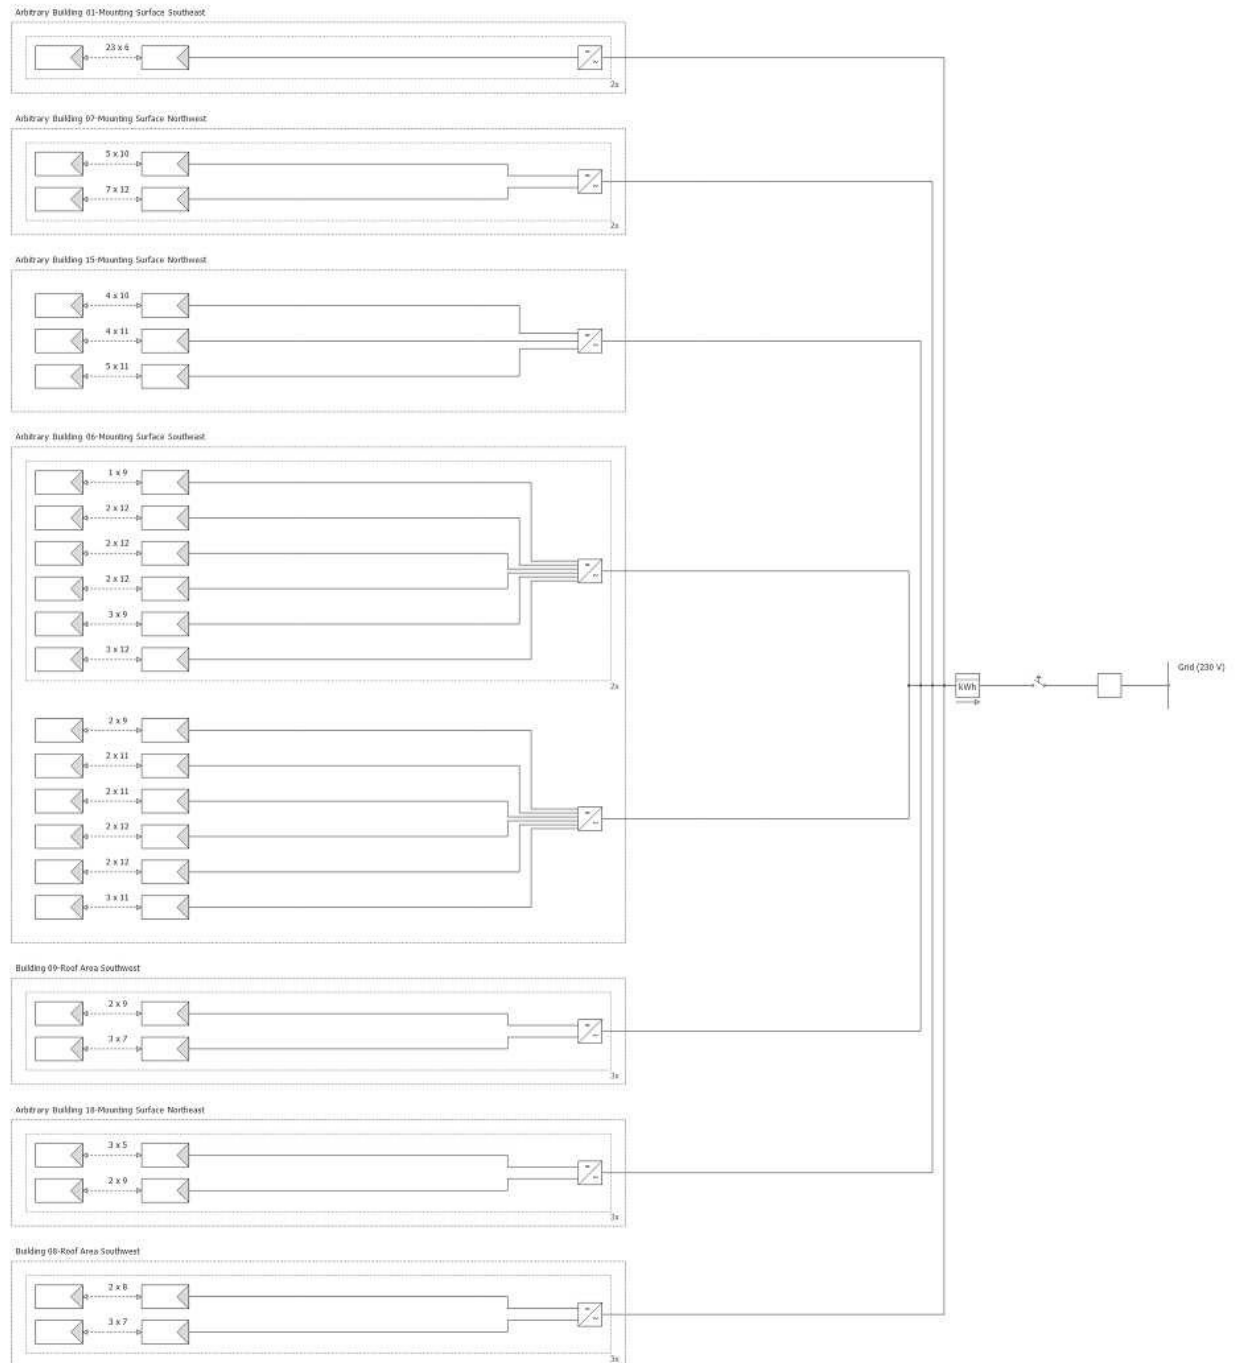 Arbitrary Building 01-Mounting Surface Southeast
23 x 6
2x
Arbitrary Building 07-Mounting Surface Northwest
5 x 10
7 x 12
2x
Arbitrary Building 15-Mounting Surface Northwest
4 x 10
4 x 11
5 x 11
Arbitrary Building 06-Mounting Surface Southeast
1 x 9
2 x 12
2 x 12
2 x 12
3 x 9
3 x 12
2x
Grid (230 V)
kWh
2 x 9
2 x 11
2 x 11
2 x 12
2 x 12
3 x 11
Building 09-Roof Area Southwest
2 x 9
3 x 7
3x
Arbitrary Building 18-Mounting Surface Northeast
3 x 5
2 x 9
3x
Building 08-Roof Area Southwest
2 x 8
3 x 7
3x